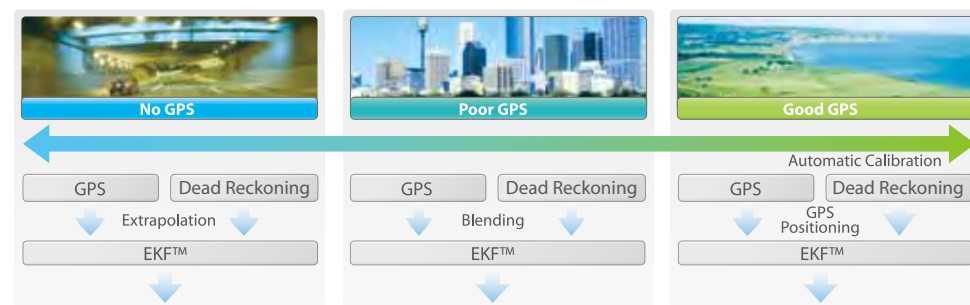 No GPS
Poor GPS
Good GPS
Automatic Calibration
GPS
Dead Reckoning
GPS
Dead Reckoning
GPS
Dead Reckoning
Extrapolation
Blending
GPS
Positioning
EKF™
EKF™
EKF™